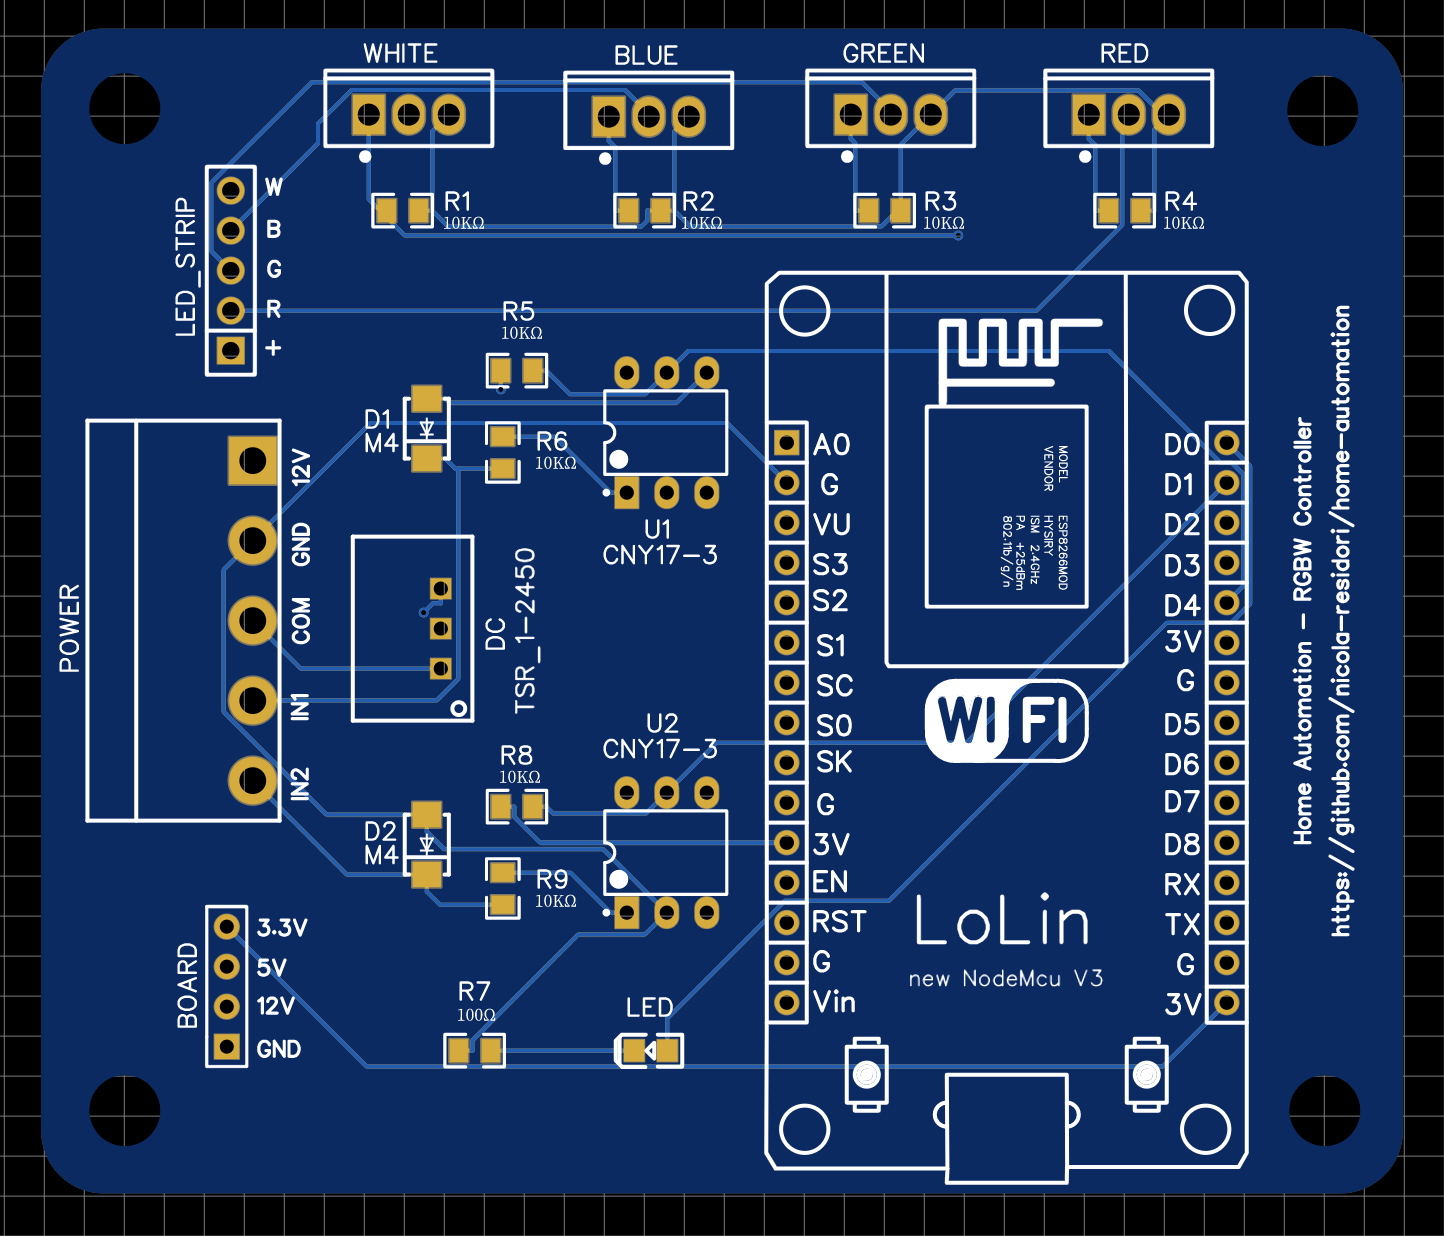 WHITE
BLUE
GREEN
RED
R1
10KΩ
R2
10KΩ
R3
10KΩ
R4
10KΩ
LED_STRIP
W
B
G
R
+
R5
10KΩ
D1
M4
R6
10KΩ
U1
CNY17-3
POWER
12V
GND
COM
IN1
IN2
DC
TSR_1-2450
U2
CNY17-3
R8
10KΩ
D2
M4
R9
10KΩ
BOARD
3.3V
5V
12V
GND
R7
100Ω
LED
A0
G
VU
S3
S2
S1
SC
S0
SK
G
3V
EN
RST
G
Vin
MODEL
VENDOR
ESP8266MOD
HYSIRY
ISM 2.4GHz
PA +25dBm
802.11b/g/n
WIFI
LoLin
new NodeMcu V3
D0
D1
D2
D3
D4
3V
G
D5
D6
D7
D8
RX
TX
G
3V
Home Automation - RGBW Controller
https://github.com/nicola-residori/home-automation